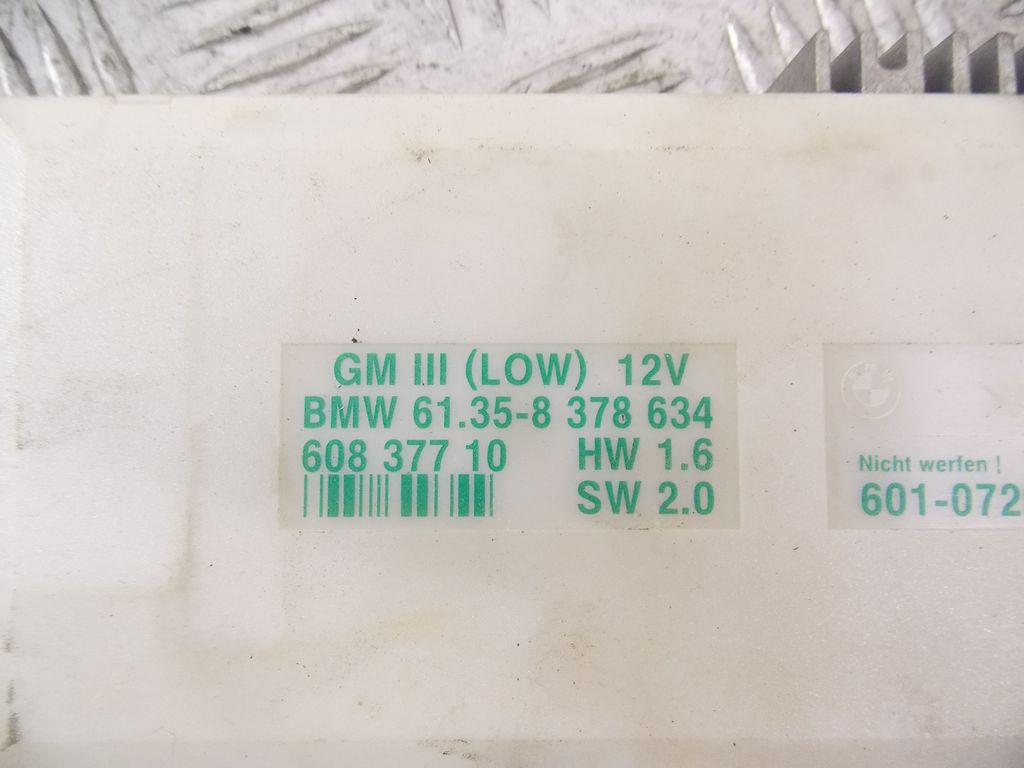 GM III (LOW) 12V
BMW 61.35-8 378 634
608 377 10 HW 1.6
SW 2.0
Nicht werfen !
601-072